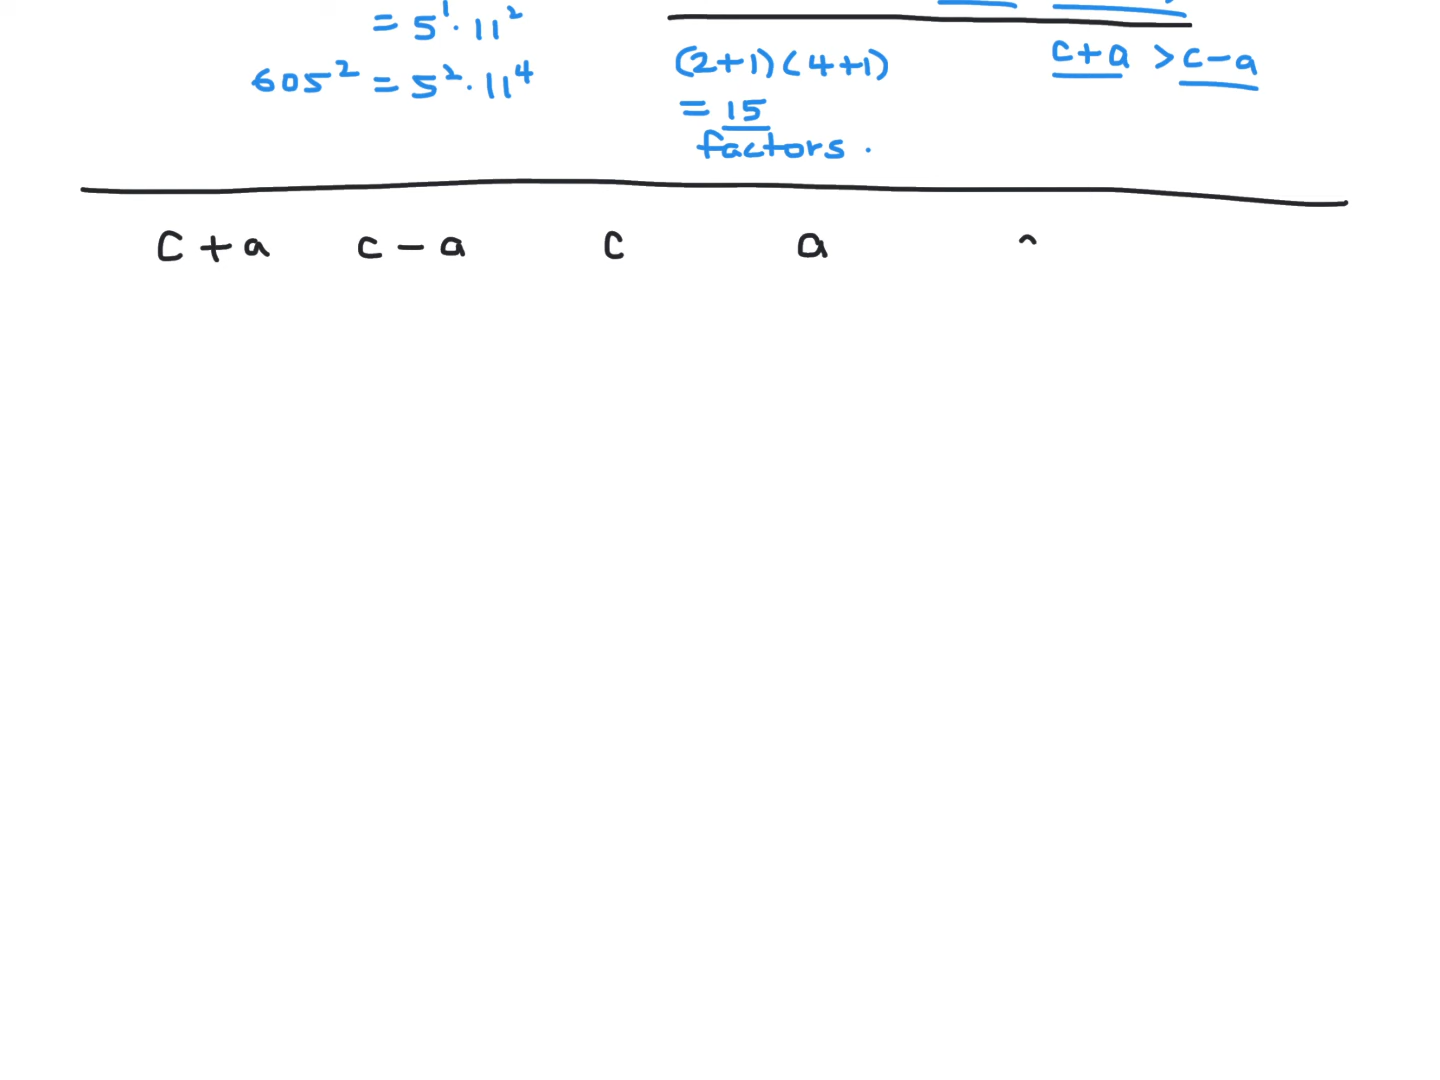 = 5¹ · 11²
605² = 5² · 11⁴
(2+1)(4+1)
= 15
factors .
c+a > c-a
c + a    c - a    c    a